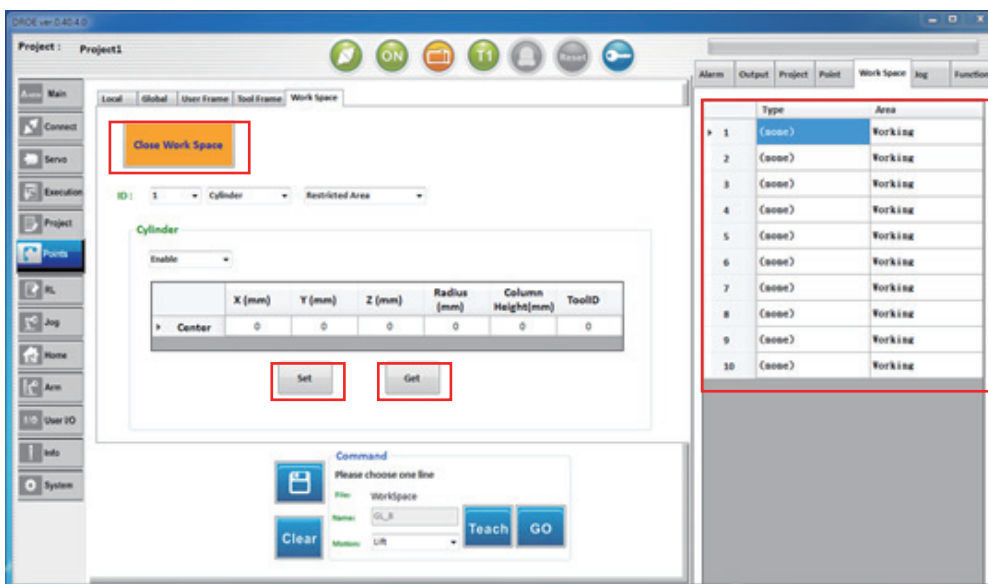 DROE ver.0.40.4.0
Project : Project1
ON T1 Reset
Alarm Output Project Point Work Space Jog Function
Main
Connect
Servo
Execution
Project
Points
RL
Jog
Home
Arm
I/O User I/O
Info
System
Local Global User Frame Tool Frame Work Space
Close Work Space
ID : 1 Cylinder Restricted Area
Cylinder
Enable
X (mm) Y (mm) Z (mm) Radius (mm) Column Height(mm) ToolID
Center 0 0 0 0 0 0
Set Get
Command
Please choose one line
File: WorkSpace
Name: GL_8
Motion: Lift
Clear
Teach GO
Type Area
1 (none) Working
2 (none) Working
3 (none) Working
4 (none) Working
5 (none) Working
6 (none) Working
7 (none) Working
8 (none) Working
9 (none) Working
10 (none) Working